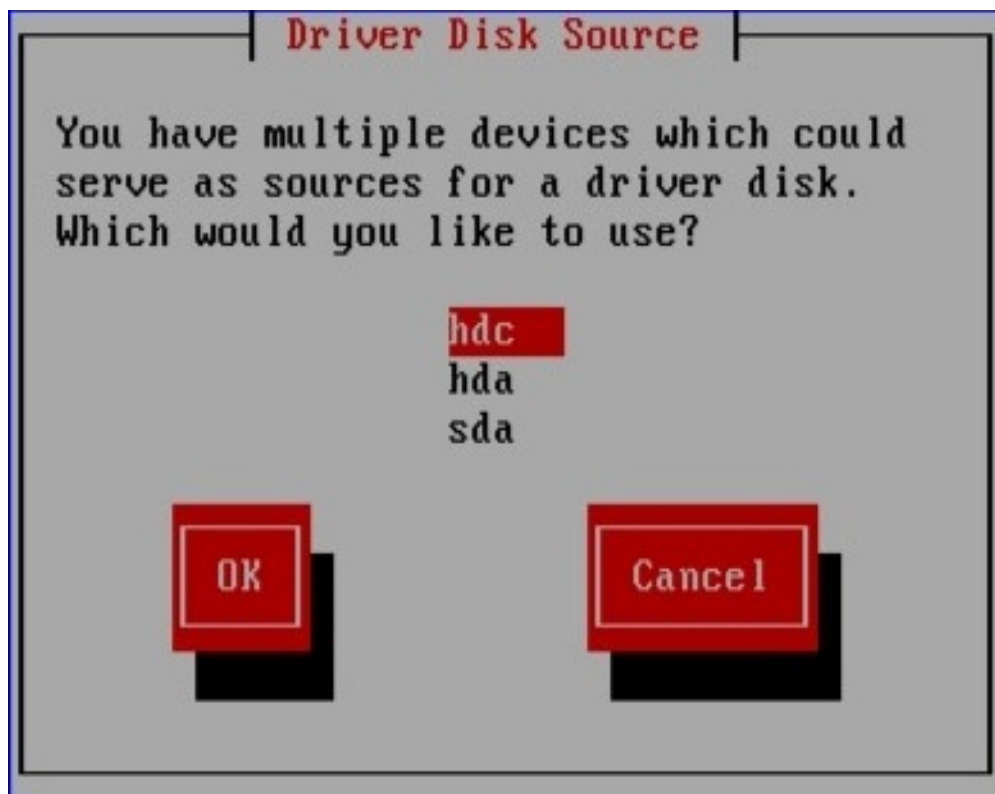 Driver Disk Source
You have multiple devices which could
serve as sources for a driver disk.
Which would you like to use?
hdc
hda
sda
OK
Cancel